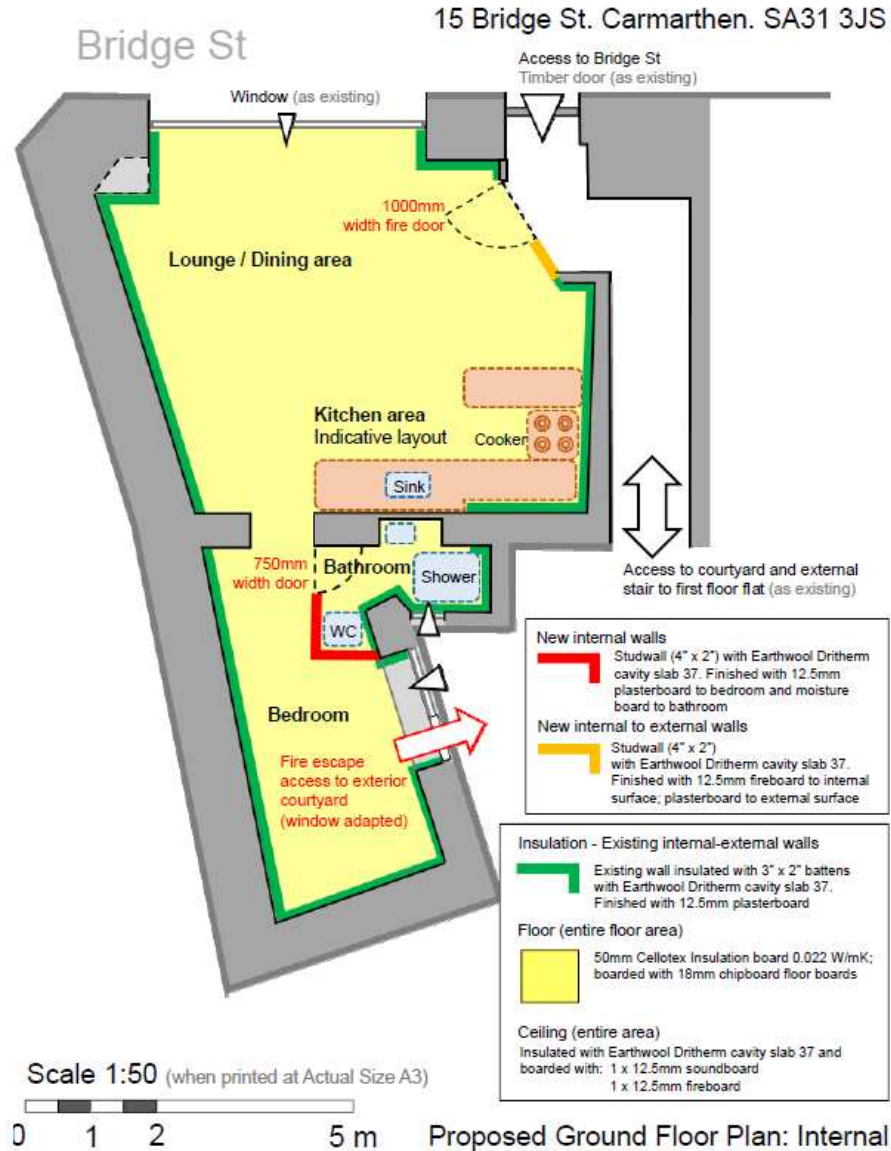 15 Bridge St. Carmarthen. SA31 3JS
Bridge St
Access to Bridge St
Timber door (as existing)
Window (as existing)
1000mm
width fire door
Lounge / Dining area
Kitchen area
Indicative layout
Cooker
Sink
750mm
width door
Bathroom
Shower
WC
Access to courtyard and external
stair to first floor flat (as existing)
Bedroom
Fire escape
access to exterior
courtyard
(window adapted)
New internal walls
Studwall (4" x 2") with Earthwool Dritherm
cavity slab 37. Finished with 12.5mm
plasterboard to bedroom and moisture
board to bathroom
New internal to external walls
Studwall (4" x 2")
with Earthwool Dritherm cavity slab 37.
Finished with 12.5mm fireboard to internal
surface; plasterboard to external surface
Insulation - Existing internal-external walls
Existing wall insulated with 3" x 2" battens
with Earthwool Dritherm cavity slab 37.
Finished with 12.5mm plasterboard
Floor (entire floor area)
50mm Cellotex Insulation board 0.022 W/mK;
boarded with 18mm chipboard floor boards
Ceiling (entire area)
Insulated with Earthwool Dritherm cavity slab 37 and
boarded with: 1 x 12.5mm soundboard
1 x 12.5mm fireboard
Scale 1:50 (when printed at Actual Size A3)
0 1 2 5 m
Proposed Ground Floor Plan: Internal